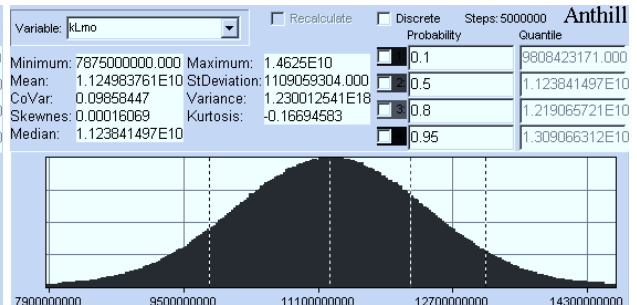 Variable: kLmo
Recalculate
Discrete Steps: 5000000 Anthill
Probability Quantile
Minimum: 7875000000.000 Maximum: 1.4625E10
Mean: 1.124983761E10 StDeviation: 1109059304.000
CoVar: 0.09858447 Variance: 1.230012541E18
Skewnes: 0.00016069 Kurtosis: -0.16694583
Median: 1.123841497E10
0.1 9808423171.000
2 0.5 1.123841497E10
3 0.8 1.219065721E10
0.95 1.309066312E10
7900000000 9500000000 11100000000 12700000000 14300000000